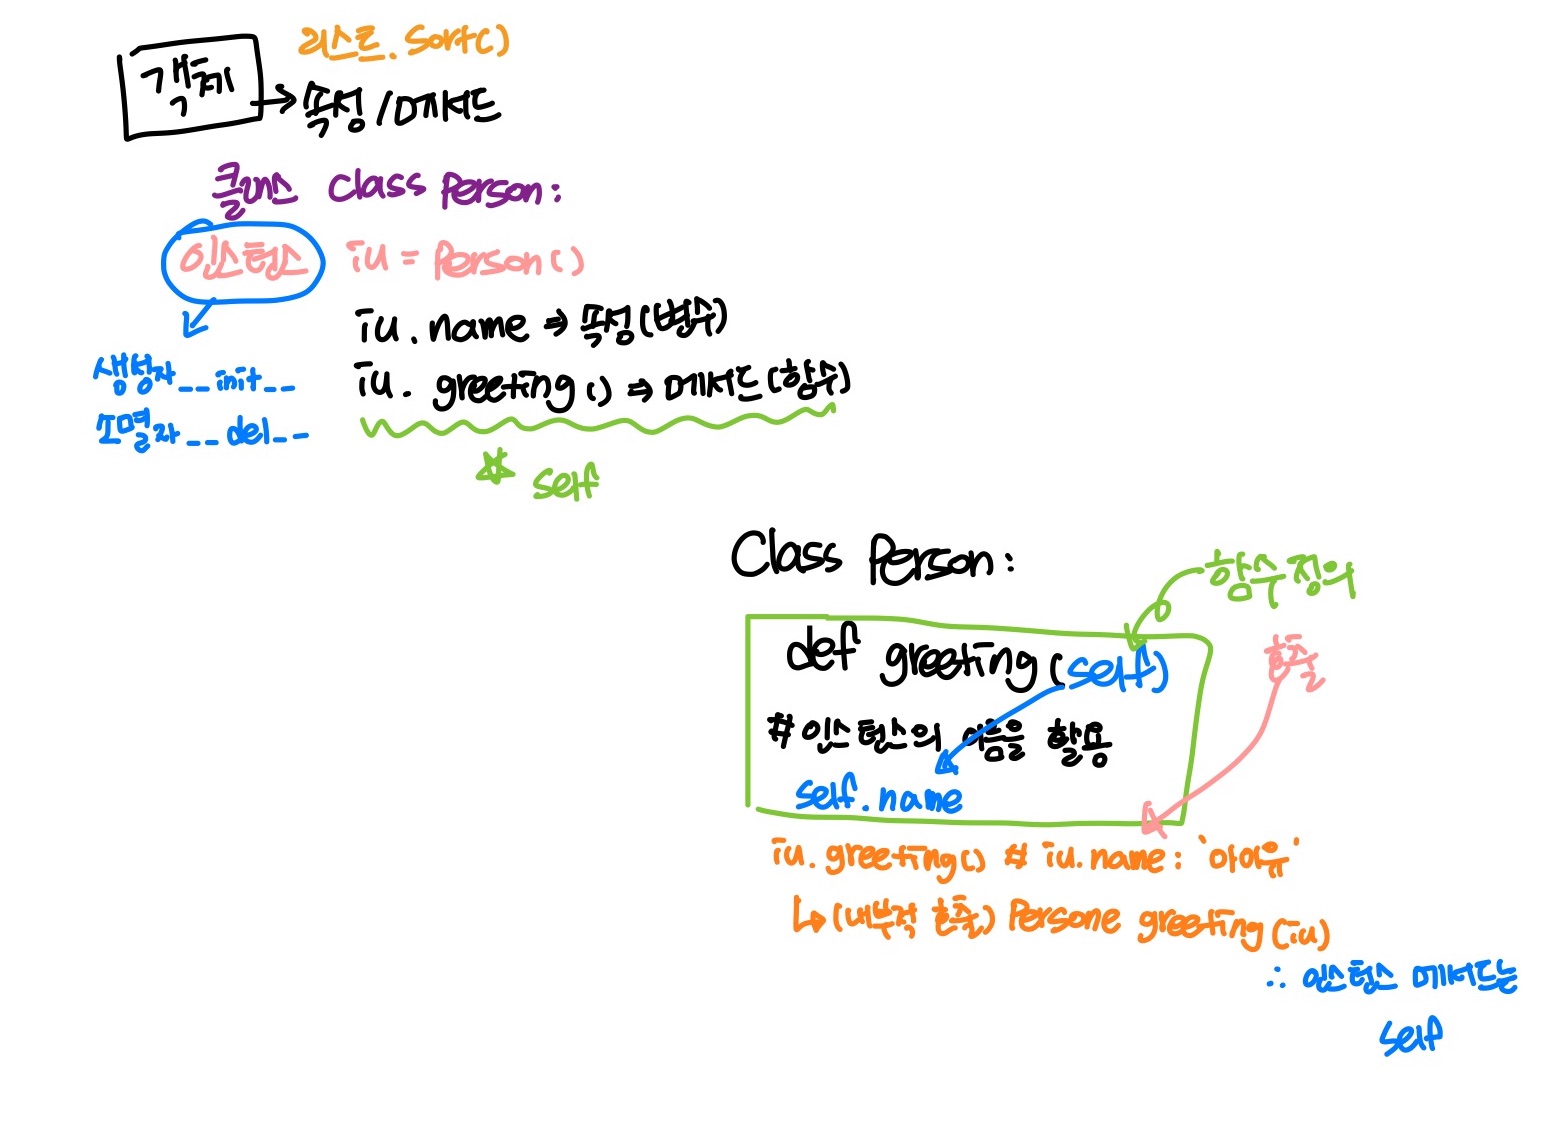 리스트. Sort()
객체 → 속성 / 메서드
클래스 Class Person:
인스턴스 iu = Person()
iu. name ⇒ 속성(변수)
생성자 __init__
iu. greeting() ⇒ 메서드(함수)
소멸자 __del__
☆ self
Class Person:
함수 정의
def greeting(self)
호출
#인스턴스의 이름을 활용
self.name
iu. greeting() # iu.name: '아이유'
↳ (내부적 호출) Persone greeting(iu)
∴ 인스턴스 메서드는
self